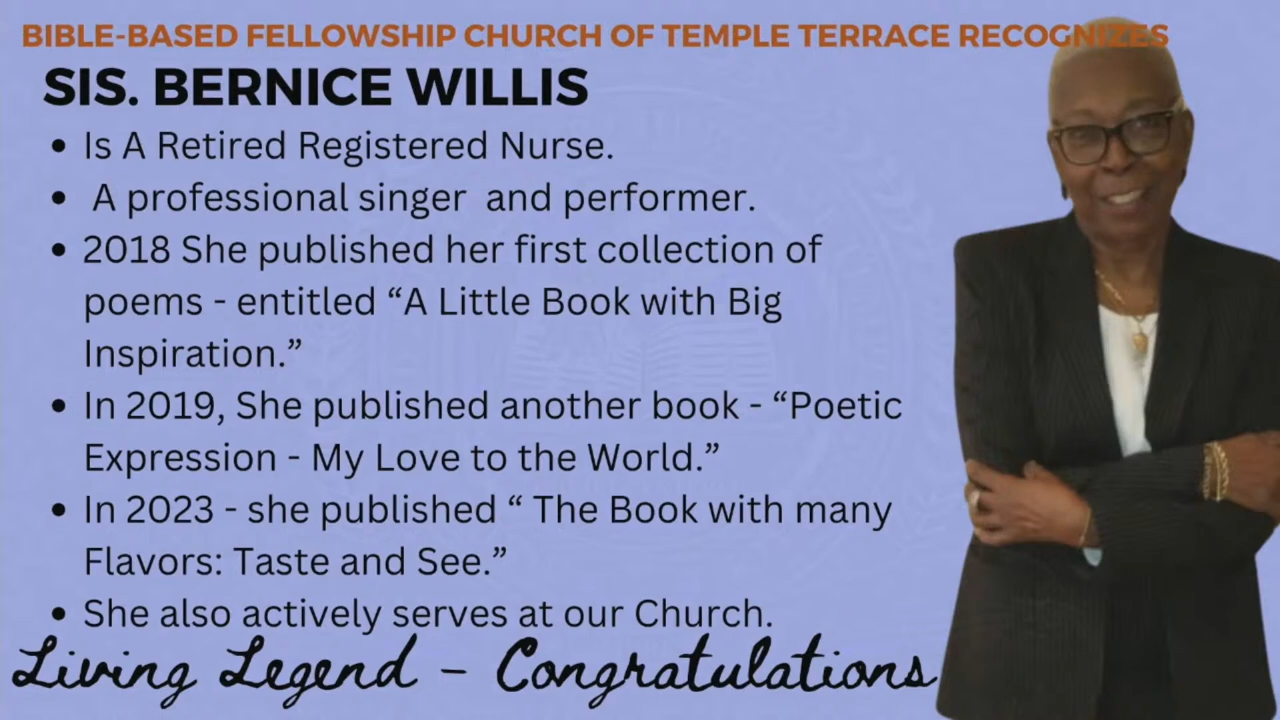 BIBLE-BASED FELLOWSHIP CHURCH OF TEMPLE TERRACE RECOGNIZES
SIS. BERNICE WILLIS
• Is A Retired Registered Nurse.
• A professional singer and performer.
• 2018 She published her first collection of
poems - entitled “A Little Book with Big
Inspiration.”
• In 2019, She published another book - “Poetic
Expression - My Love to the World.”
• In 2023 - she published “ The Book with many
Flavors: Taste and See.”
• She also actively serves at our Church.
Living Legend - Congratulations